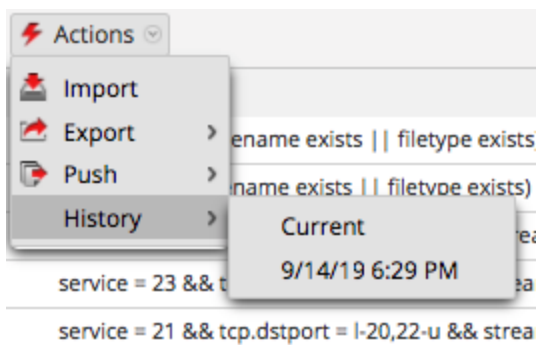 Actions
Import
Export
ename exists || filetype exists)
Push
name exists || filetype exists)
History
Current
9/14/19 6:29 PM
service = 23 && t
service = 21 && tcp.dstport = l-20,22-u && strea